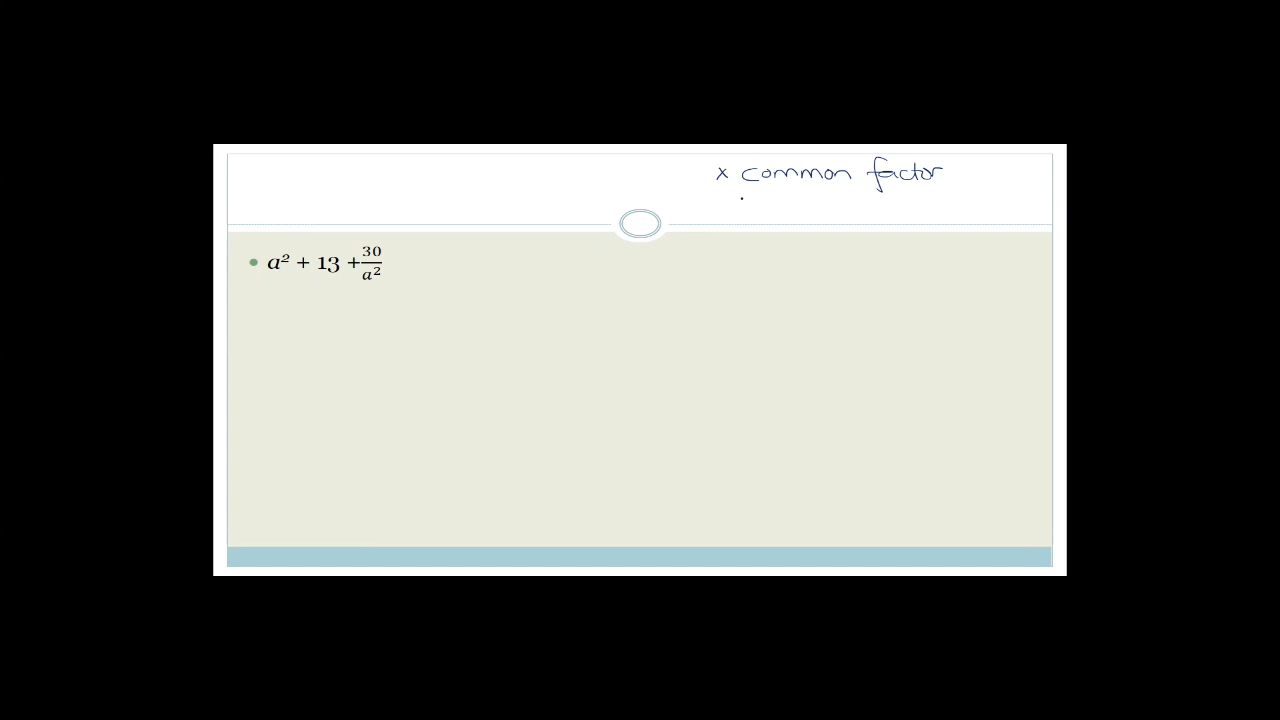 x common factor
• a² + 13 + 30/a²